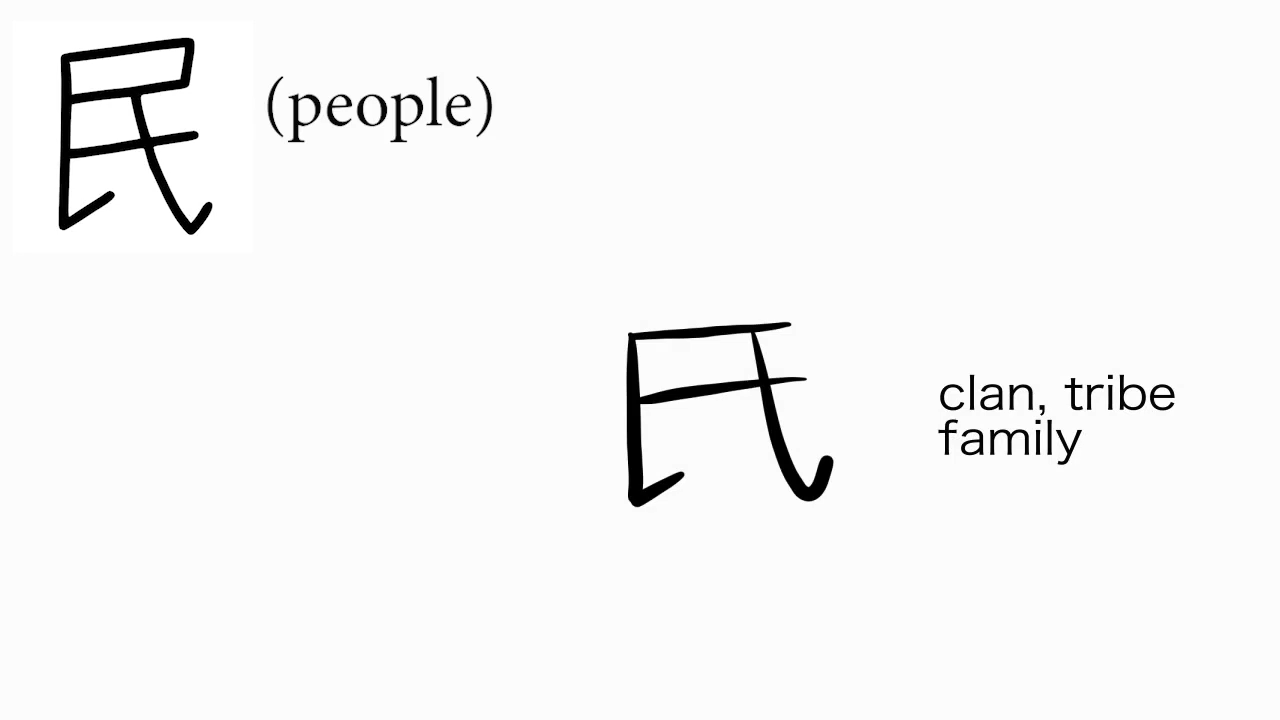 民 (people)
氏
clan, tribe
family